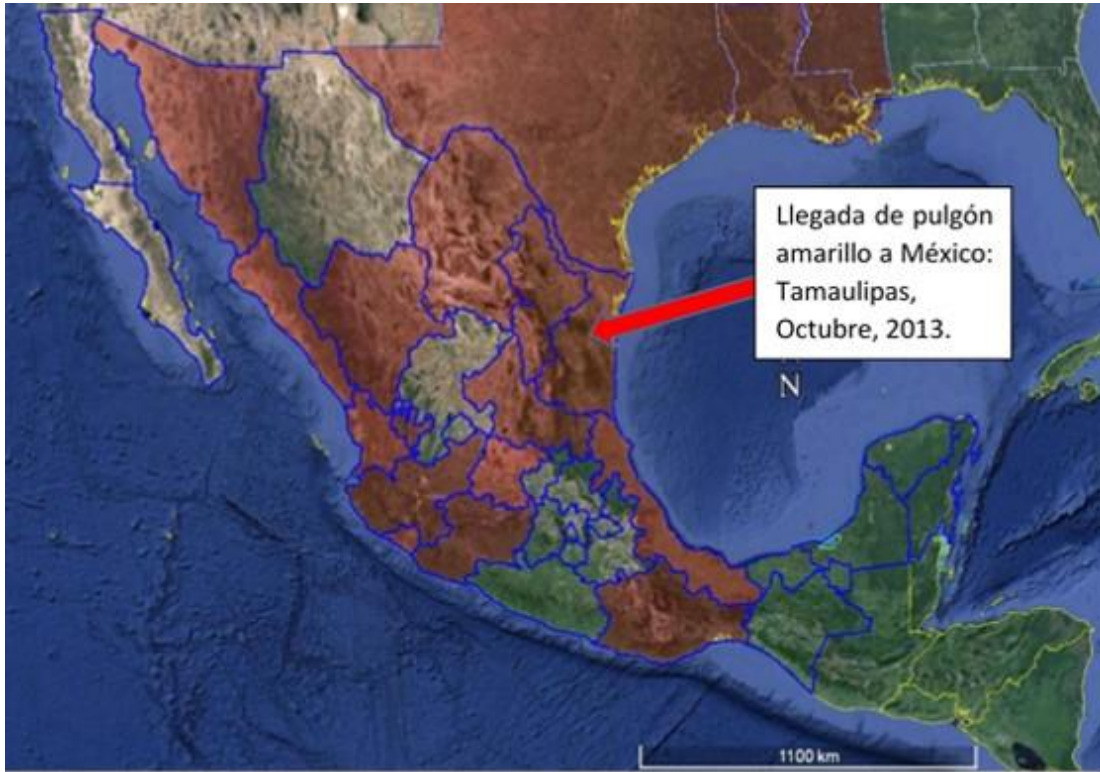 Llegada de pulgón
amarillo a México:
Tamaulipas,
Octubre, 2013.
N
1100 km